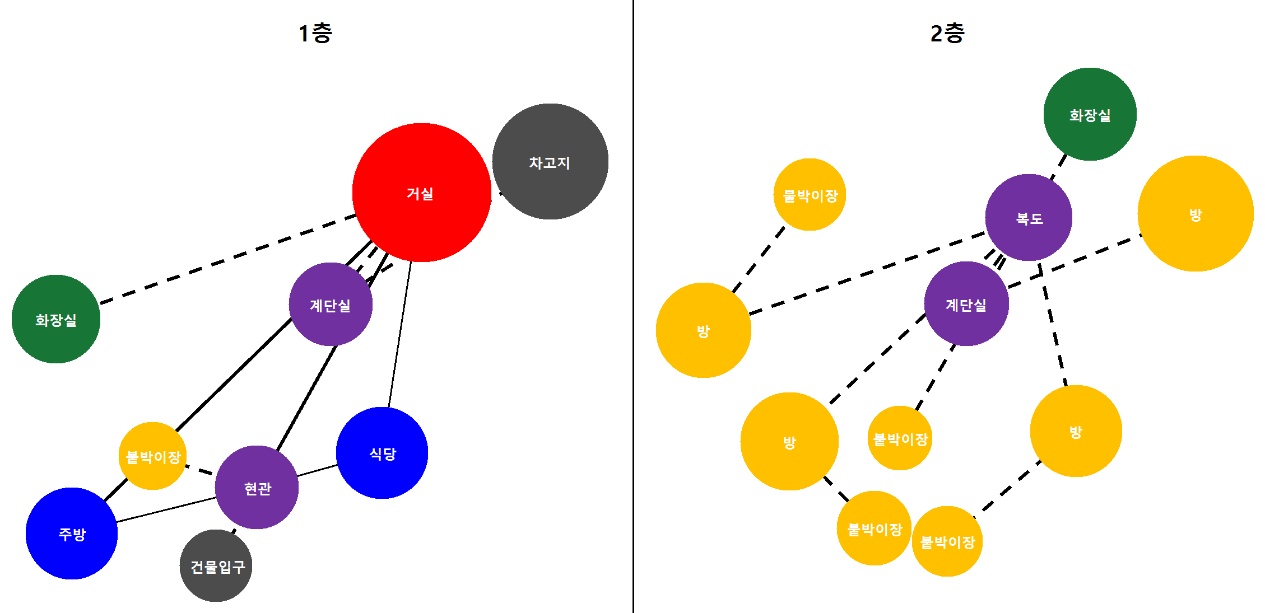 1층
차고지
거실
계단실
화장실
식당
붙박이장
현관
주방
건물입구
2층
화장실
붙박이장
방
복도
계단실
방
방
방
붙박이장
붙박이장
붙박이장